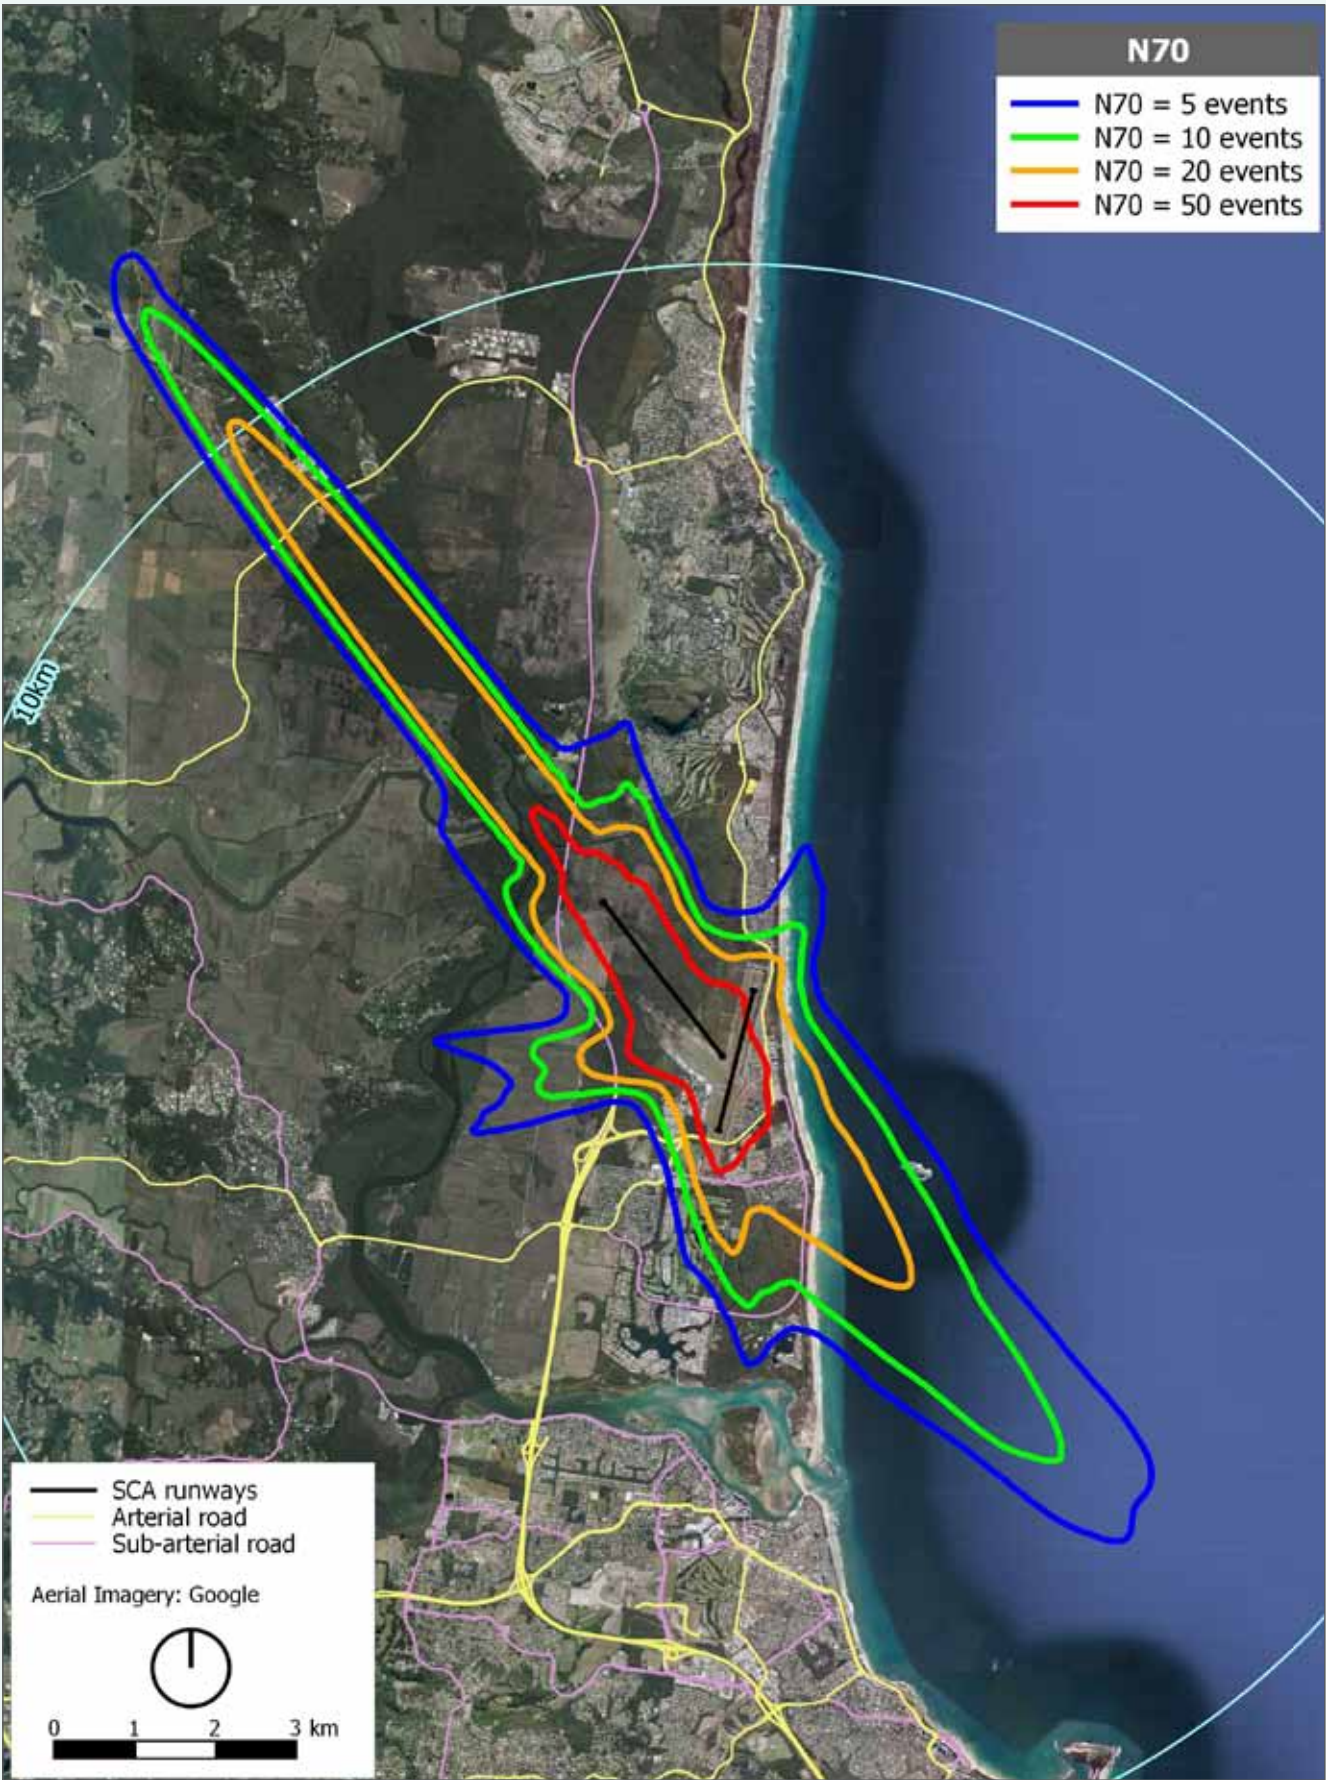 N70
N70 = 5 events
N70 = 10 events
N70 = 20 events
N70 = 50 events
10km
SCA runways
Arterial road
Sub-arterial road
Aerial Imagery: Google
0 1 2 3 km